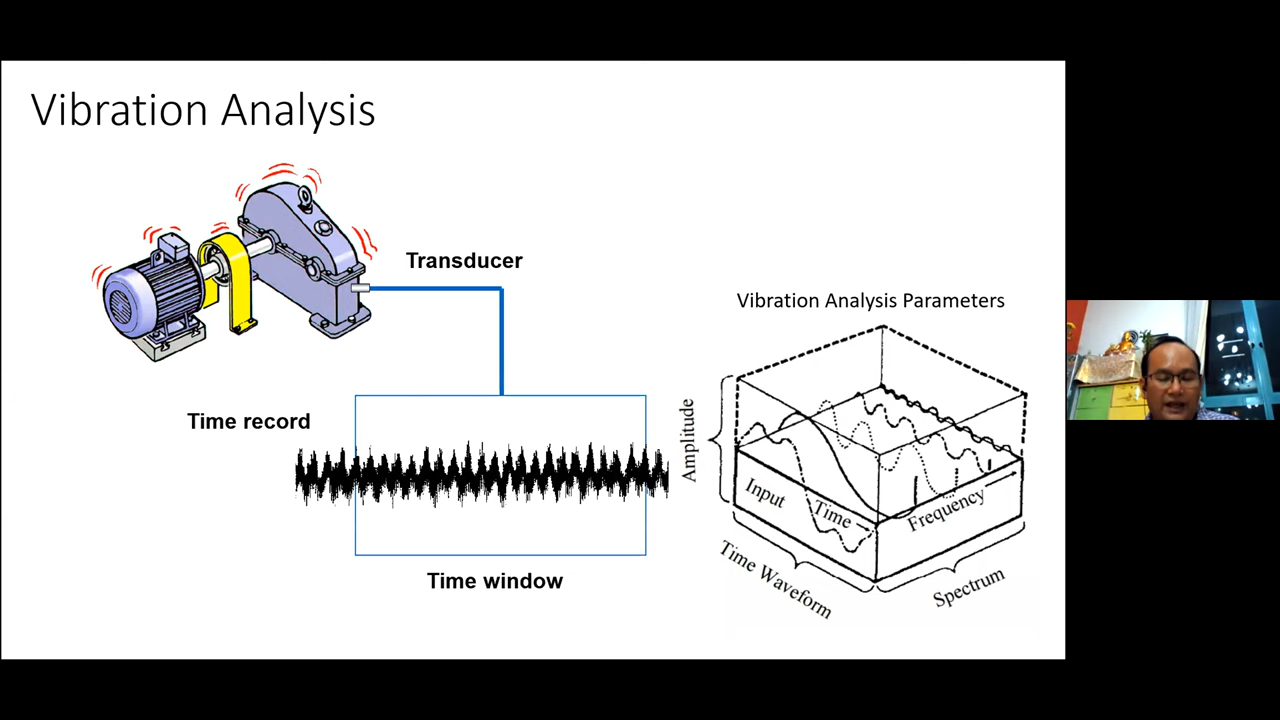 Vibration Analysis
Transducer
Time record
Time window
Vibration Analysis Parameters
Amplitude
Input
Time
Frequency
Time Waveform
Spectrum